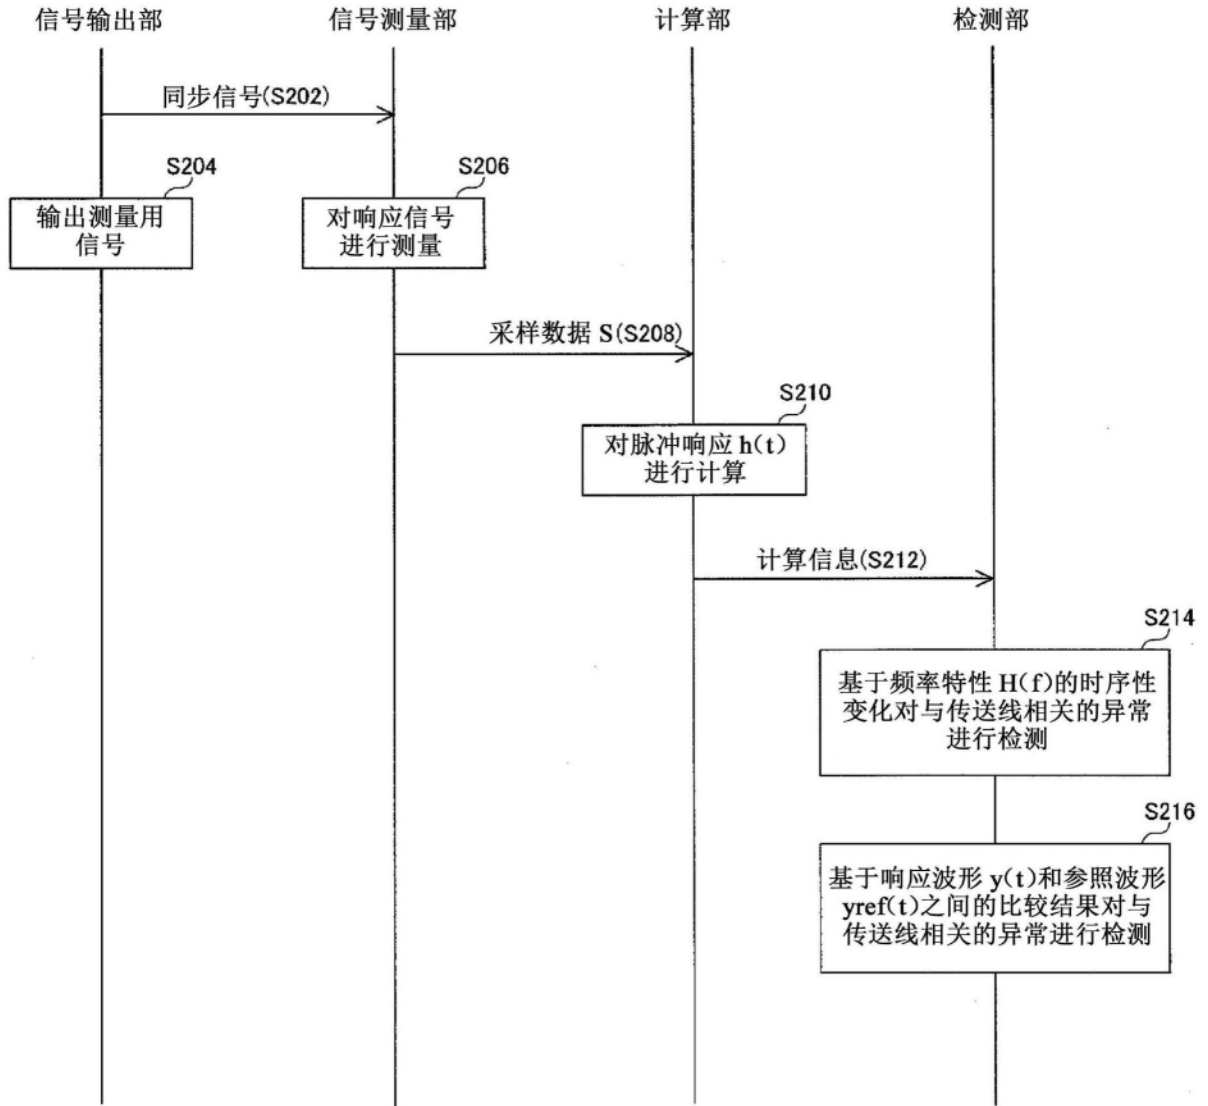 信号输出部
信号测量部
计算部
检测部
同步信号(S202)
S204
输出测量用
信号
S206
对响应信号
进行测量
采样数据 S(S208)
S210
对脉冲响应 h(t)
进行计算
计算信息(S212)
S214
基于频率特性 H(f)的时序性
变化对与传送线相关的异常
进行检测
S216
基于响应波形 y(t)和参照波形
yref(t)之间的比较结果对与
传送线相关的异常进行检测